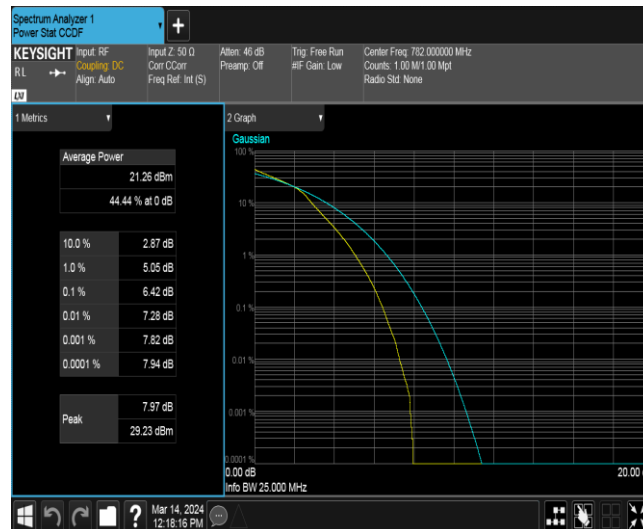 Spectrum Analyzer 1
Power Stat CCDF
+
KEYSIGHT
RL
LXI
Input: RF
Coupling: DC
Align: Auto
Input Z: 50 Ω
Corr CCorr
Freq Ref: Int (S)
Atten: 46 dB
Preamp: Off
Trig: Free Run
#IF Gain: Low
Center Freq: 782.000000 MHz
Counts: 1.00 M/1.00 Mpt
Radio Std: None
1 Metrics
Average Power
21.26 dBm
44.44 % at 0 dB
10.0 % 2.87 dB
1.0 % 5.05 dB
0.1 % 6.42 dB
0.01 % 7.28 dB
0.001 % 7.82 dB
0.0001 % 7.94 dB
Peak
7.97 dB
29.23 dBm
2 Graph
Gaussian
100 %
10 %
1 %
0.1 %
0.01 %
0.001 %
0.0001 %
0.00 dB
20.00
Info BW 25.000 MHz
?
Mar 14, 2024
12:18:16 PM